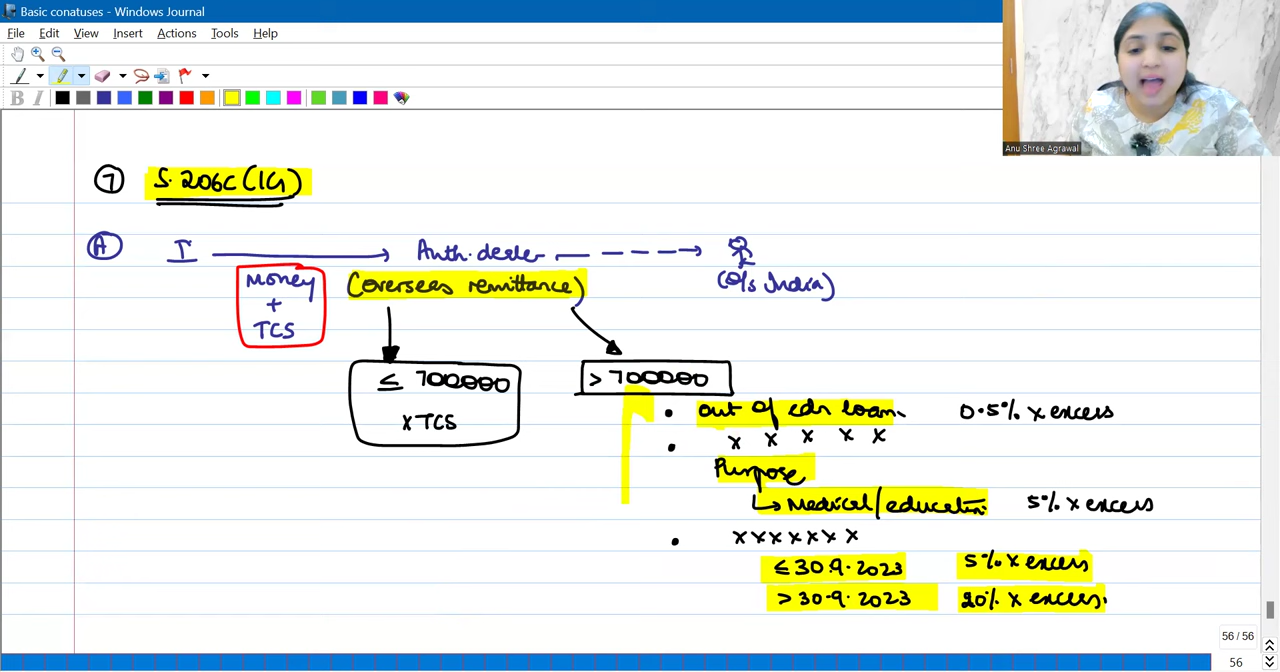 Basic conatuses - Windows Journal
File Edit View Insert Actions Tools Help
B I
Anu Shree Agrawal
7 S. 206C (1G)
A I Auth. dealer
(O/s India)
Money
+
TCS
(overseas remittance)
≤ 700000
x TCS
> 700000
• out of edn loan. 0.5% x excess
• x x x x x
Purpose
↳ Medical/education 5% x excess
• x x x x x x x
≤ 30.9.2023 5% x excess
> 30.9.2023 20% x excess.
56 / 56
56